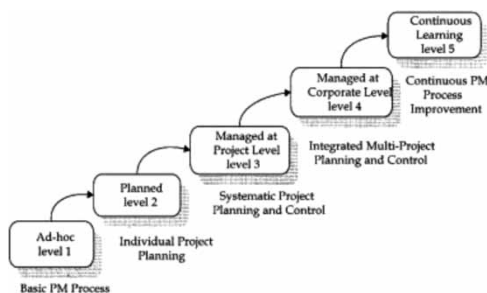 Continuous
Learning
level 5
Continuous PM
Process
Improvement
Managed at
Corporate Level
level 4
Integrated Multi-Project
Planning and Control
Managed at
Project Level
level 3
Systematic Project
Planning and Control
Planned
level 2
Individual Project
Planning
Ad-hoc
level 1
Basic PM Process